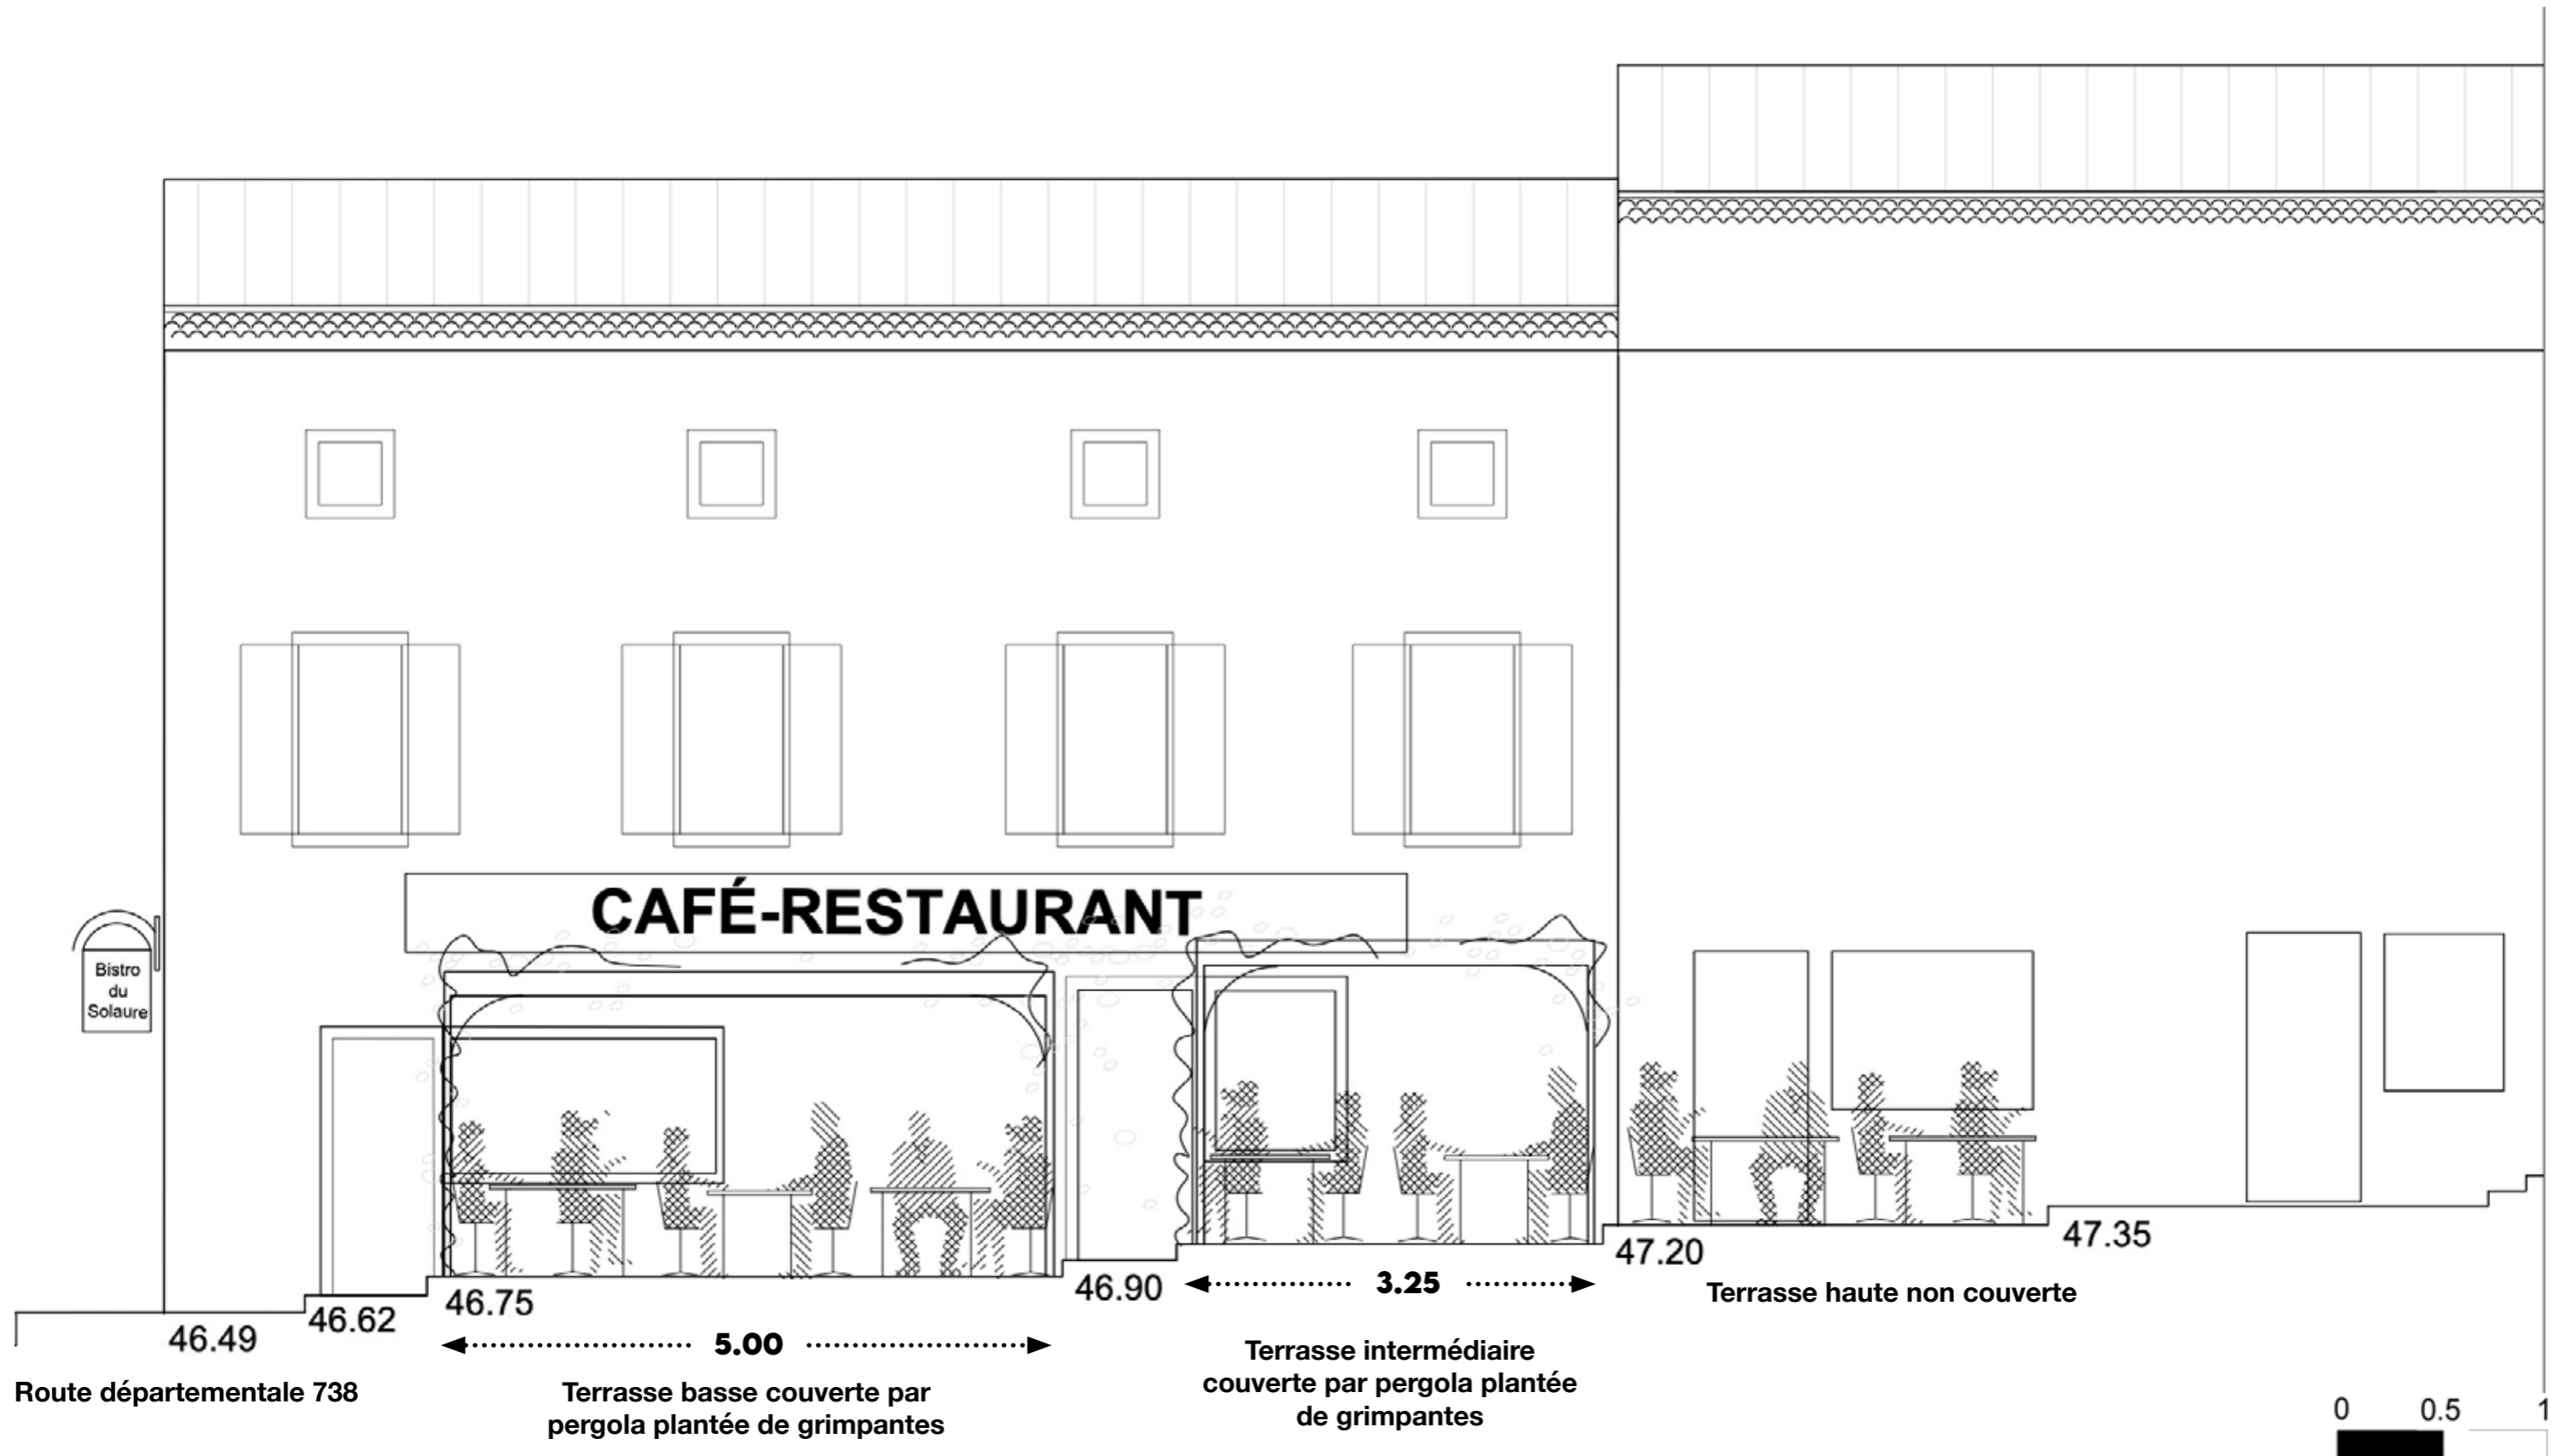 CAFÉ-RESTAURANT
Bistro
du
Solaure
46.49
46.62
46.75
46.90
47.20
47.35
5.00
3.25
Route départementale 738
Terrasse basse couverte par
pergola plantée de grimpantes
Terrasse intermédiaire
couverte par pergola plantée
de grimpantes
Terrasse haute non couverte
0 0.5 1